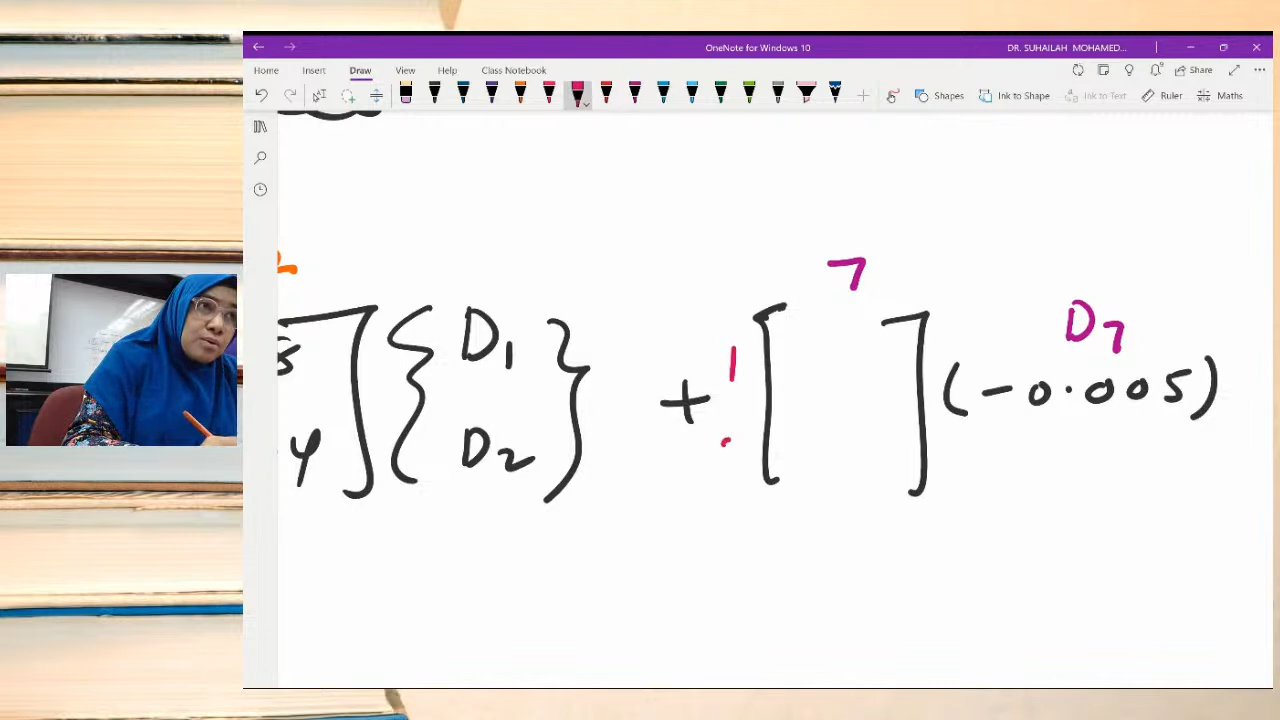 OneNote for Windows 10
DR. SUHAILAH MOHAMED...
Home Insert Draw View Help Class Notebook
Share
Shapes Ink to Shape Ink to Text Ruler Maths
7
D7
D1 + 1 (-0.005)
4 D2